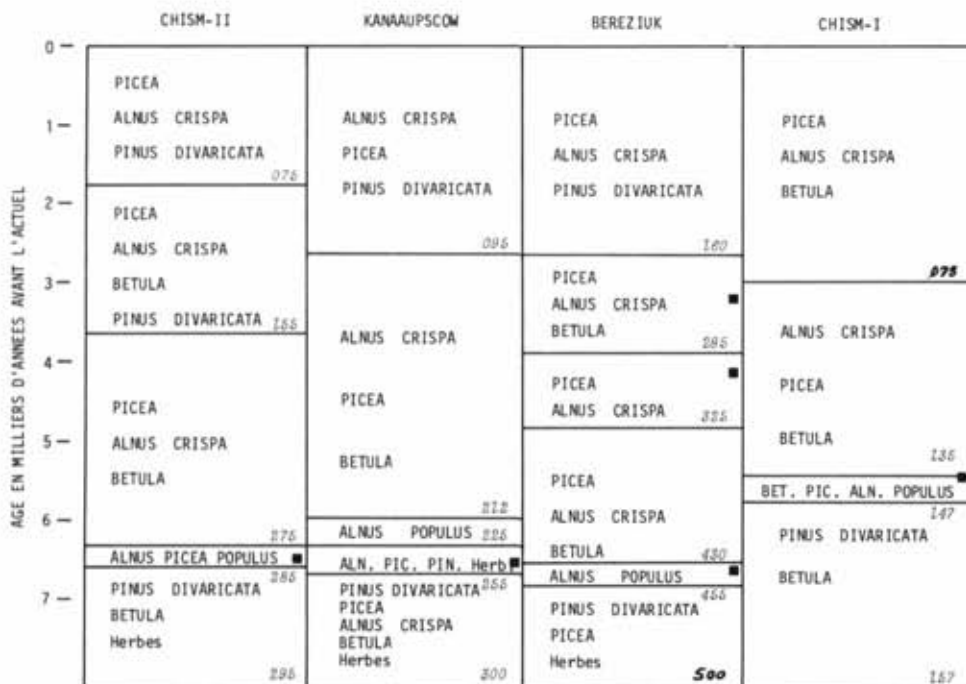 CHISM-II KANAAUPSCOW BEREZIUK CHISM-I
AGE EN MILLIERS D'ANNEES AVANT L'ACTUEL
0
1
2
3
4
5
6
7
PICEA
ALNUS CRISPA
PINUS DIVARICATA
075
PICEA
ALNUS CRISPA
BETULA
PINUS DIVARICATA 155
PICEA
ALNUS CRISPA
BETULA
275
ALNUS PICEA POPULUS
285
PINUS DIVARICATA
BETULA
Herbes
295
ALNUS CRISPA
PICEA
PINUS DIVARICATA
095
ALNUS CRISPA
PICEA
BETULA
212
ALNUS POPULUS 225
ALN. PIC. PIN. Herb
PINUS DIVARICATA 255
PICEA
ALNUS CRISPA
BETULA
Herbes
300
PICEA
ALNUS CRISPA
PINUS DIVARICATA
160
PICEA
ALNUS CRISPA
BETULA
285
PICEA
ALNUS CRISPA 325
PICEA
ALNUS CRISPA
BETULA 430
ALNUS POPULUS
455
PINUS DIVARICATA
PICEA
Herbes
500
PICEA
ALNUS CRISPA
BETULA
075
ALNUS CRISPA
PICEA
BETULA
135
BET. PIC. ALN. POPULUS
147
PINUS DIVARICATA
BETULA
157